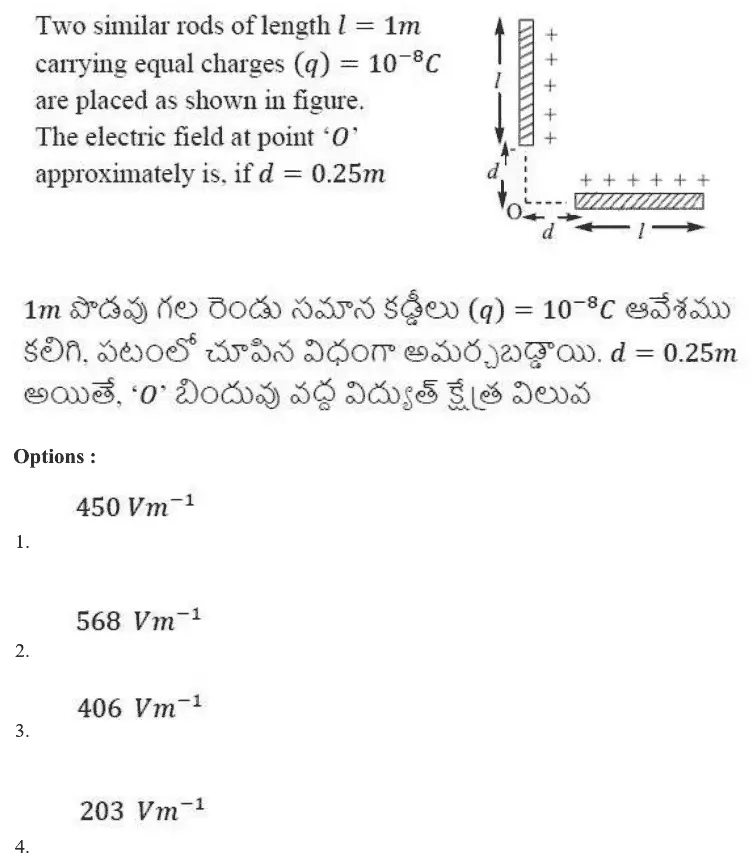 Two similar rods of length l = 1m
carrying equal charges (q) = 10⁻⁸C
are placed as shown in figure.
The electric field at point ‘O’
approximately is, if d = 0.25m
l
+
+
+
+
+
d
+ + + + + +
O
d
l
1m పొడవు గల రెండు సమాన కడ్డీలు (q) = 10⁻⁸C ఆవేశము
కలిగి, పటంలో చూపిన విధంగా అమర్చబడ్డాయి. d = 0.25m
అయితే, ‘O’ బిందువు వద్ద విద్యుత్ క్షేత్ర విలువ
Options :
450 Vm⁻¹
1.
568 Vm⁻¹
2.
406 Vm⁻¹
3.
203 Vm⁻¹
4.